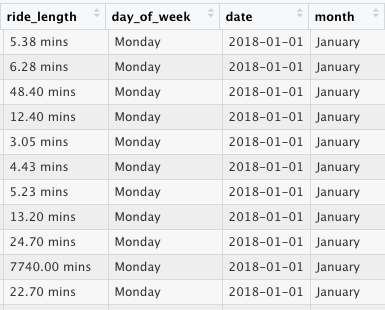 ride_length day_of_week date month
5.38 mins Monday 2018-01-01 January
6.28 mins Monday 2018-01-01 January
48.40 mins Monday 2018-01-01 January
12.40 mins Monday 2018-01-01 January
3.05 mins Monday 2018-01-01 January
4.43 mins Monday 2018-01-01 January
5.23 mins Monday 2018-01-01 January
13.20 mins Monday 2018-01-01 January
24.70 mins Monday 2018-01-01 January
7740.00 mins Monday 2018-01-01 January
22.70 mins Monday 2018-01-01 January